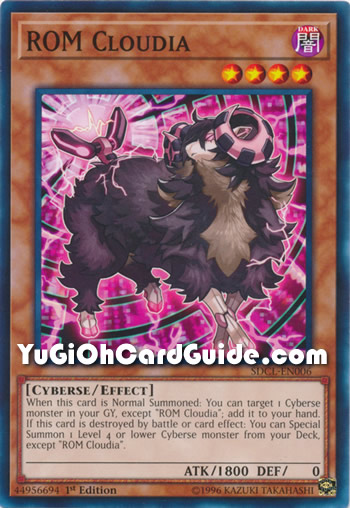 ROM Cloudia
DARK
闇
YuGiOhCardGuide.com
SDCL-EN006
[Cyberse/Effect]
When this card is Normal Summoned: You can target 1 Cyberse
monster in your GY, except "ROM Cloudia"; add it to your hand.
If this card is destroyed by battle or card effect: You can Special
Summon 1 Level 4 or lower Cyberse monster from your Deck,
except "ROM Cloudia".
ATK/1800 DEF/ 0
44956694 1st Edition ©1996 KAZUKI TAKAHASHI